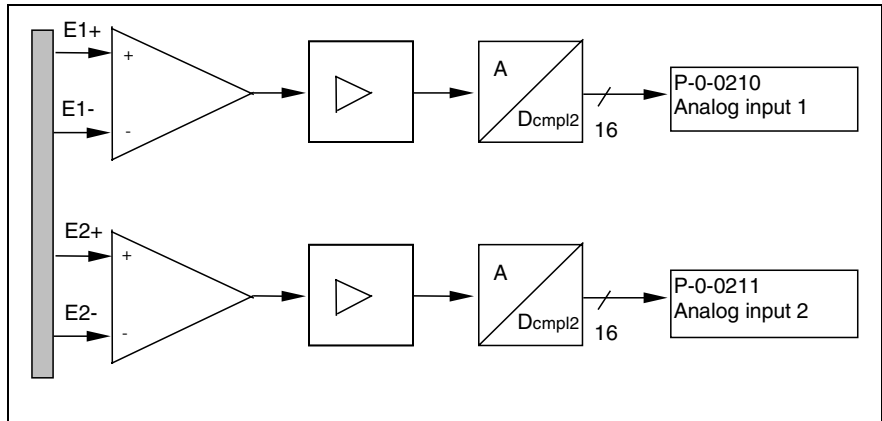 E1+
+
E1-
-
A
Dcmpl2
16
P-0-0210
Analog input 1
E2+
+
E2-
-
A
Dcmpl2
16
P-0-0211
Analog input 2